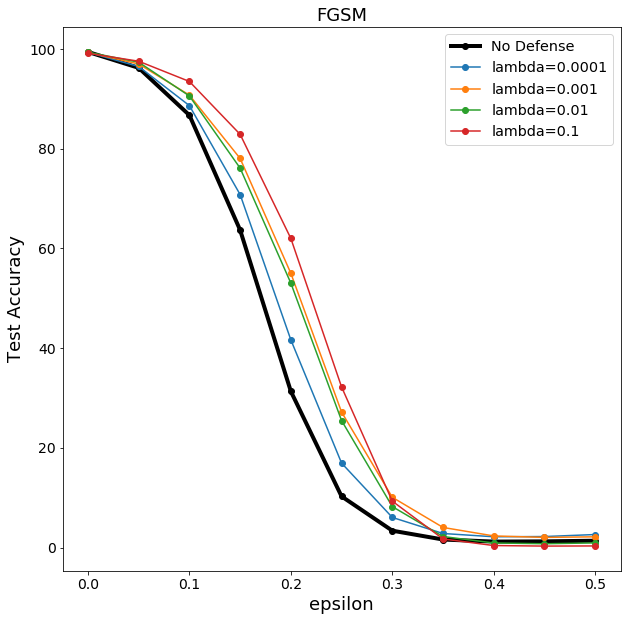 FGSM
No Defense
lambda=0.0001
lambda=0.001
lambda=0.01
lambda=0.1
Test Accuracy
100
80
60
40
20
0
0.0 0.1 0.2 0.3 0.4 0.5
epsilon